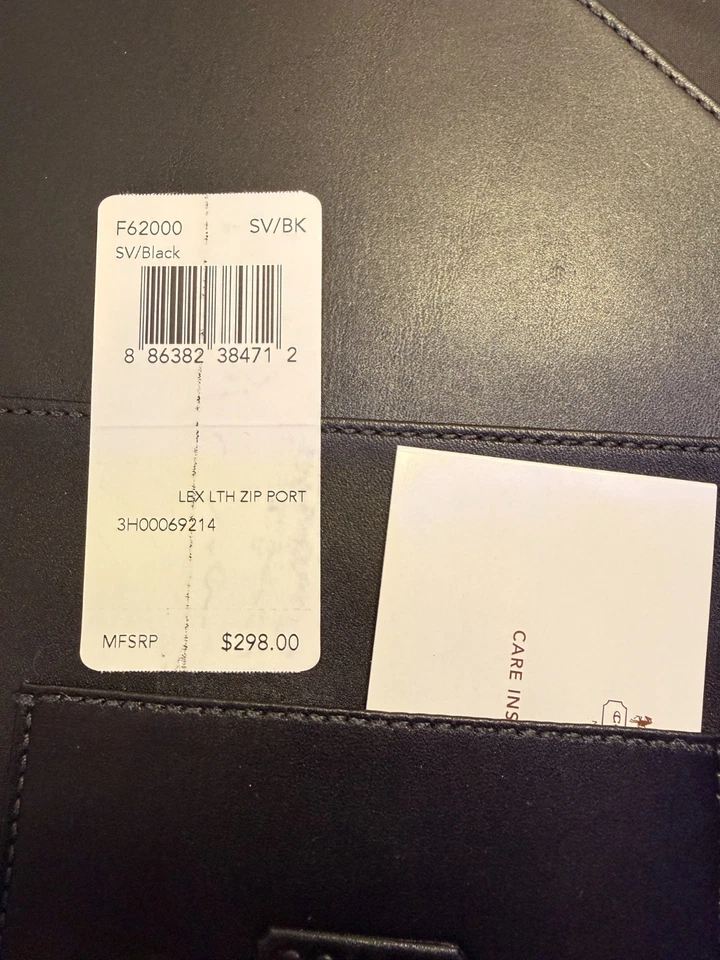 F62000 SV/BK
SV/Black
8 86382 38471 2
LEX LTH ZIP PORT
3H00069214
MFSRP $298.00
CARE INS